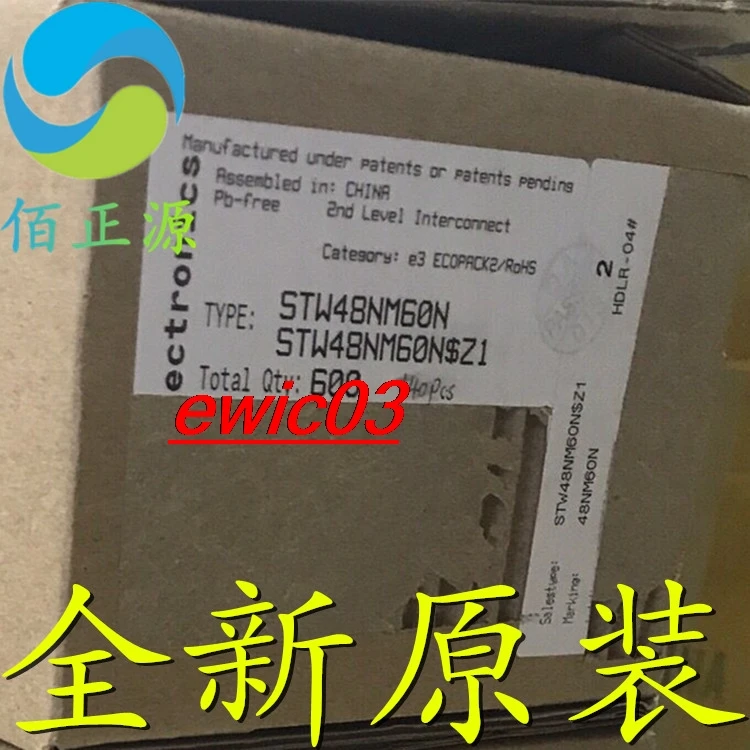 佰正源
Manufactured under patents or patents pending
Assembled in: CHINA
Pb-free 2nd Level Interconnect
Category: e3 ECOPACK2/RoHS
TYPE: STW48NM60N
STW48NM60N$Z1
Total Qty: 600
ectronics
2
HDLR-04#
Salestype: STW48NM60N$Z1
Marking: 48NM60N
ewic03
全新原装